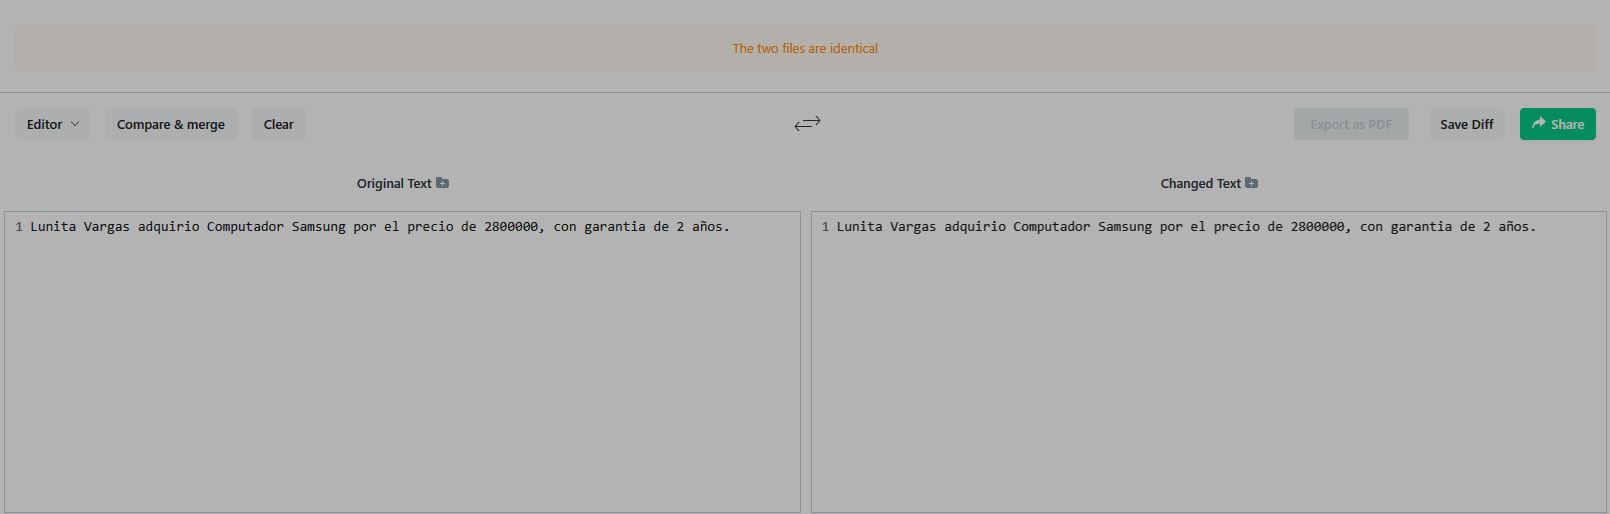 The two files are identical
Editor Compare & merge Clear Export as PDF Save Diff Share
Original Text Changed Text
1 Lunita Vargas adquirio Computador Samsung por el precio de 2800000, con garantia de 2 años.
1 Lunita Vargas adquirio Computador Samsung por el precio de 2800000, con garantia de 2 años.